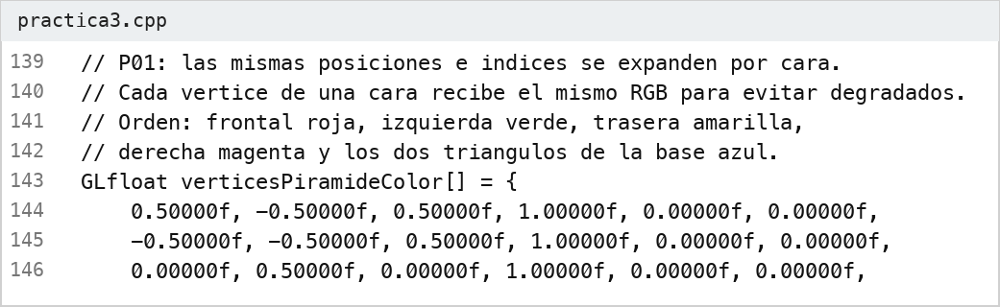 practica3.cpp
139 // P01: las mismas posiciones e indices se expanden por cara.
140 // Cada vertice de una cara recibe el mismo RGB para evitar degradados.
141 // Orden: frontal roja, izquierda verde, trasera amarilla,
142 // derecha magenta y los dos triangulos de la base azul.
143 GLfloat verticesPiramideColor[] = {
144 0.50000f, −0.50000f, 0.50000f, 1.00000f, 0.00000f, 0.00000f,
145 −0.50000f, −0.50000f, 0.50000f, 1.00000f, 0.00000f, 0.00000f,
146 0.00000f, 0.50000f, 0.00000f, 1.00000f, 0.00000f, 0.00000f,